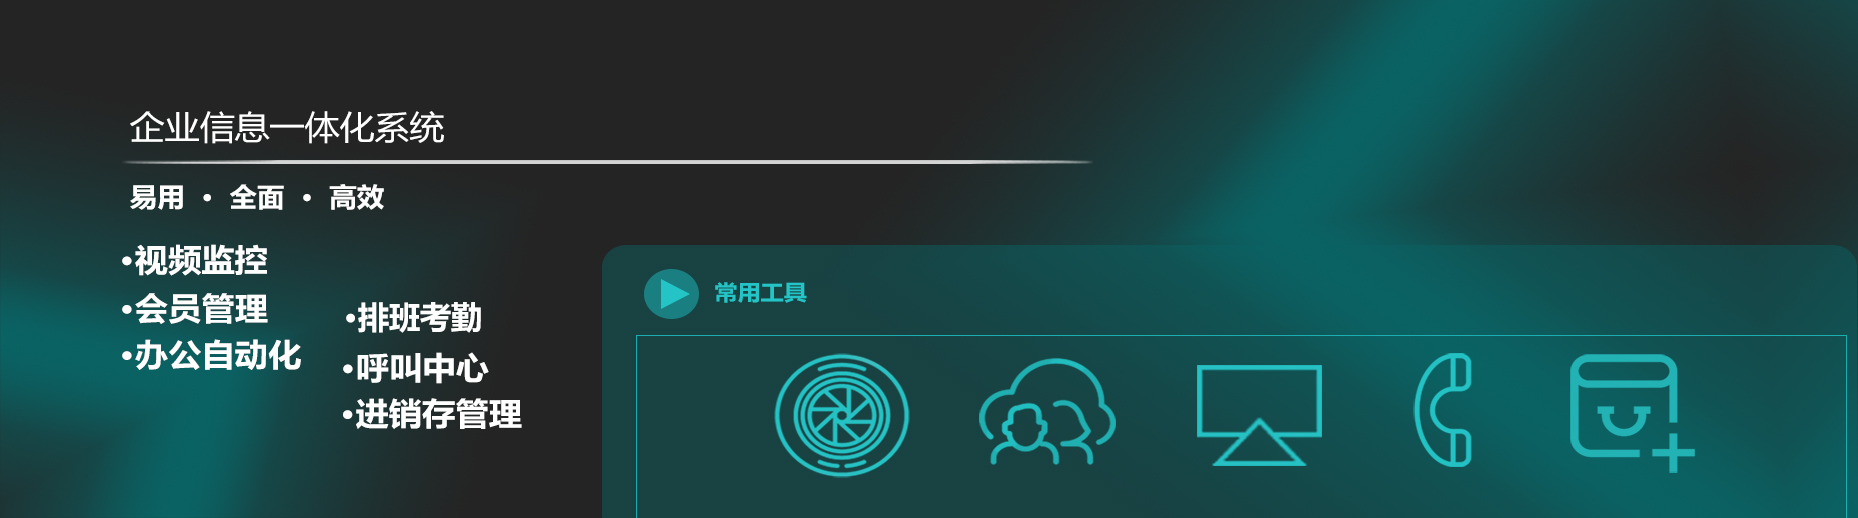 企业信息一体化系统
易用 · 全面 · 高效
•视频监控
•会员管理
•办公自动化
•排班考勤
•呼叫中心
•进销存管理
常用工具